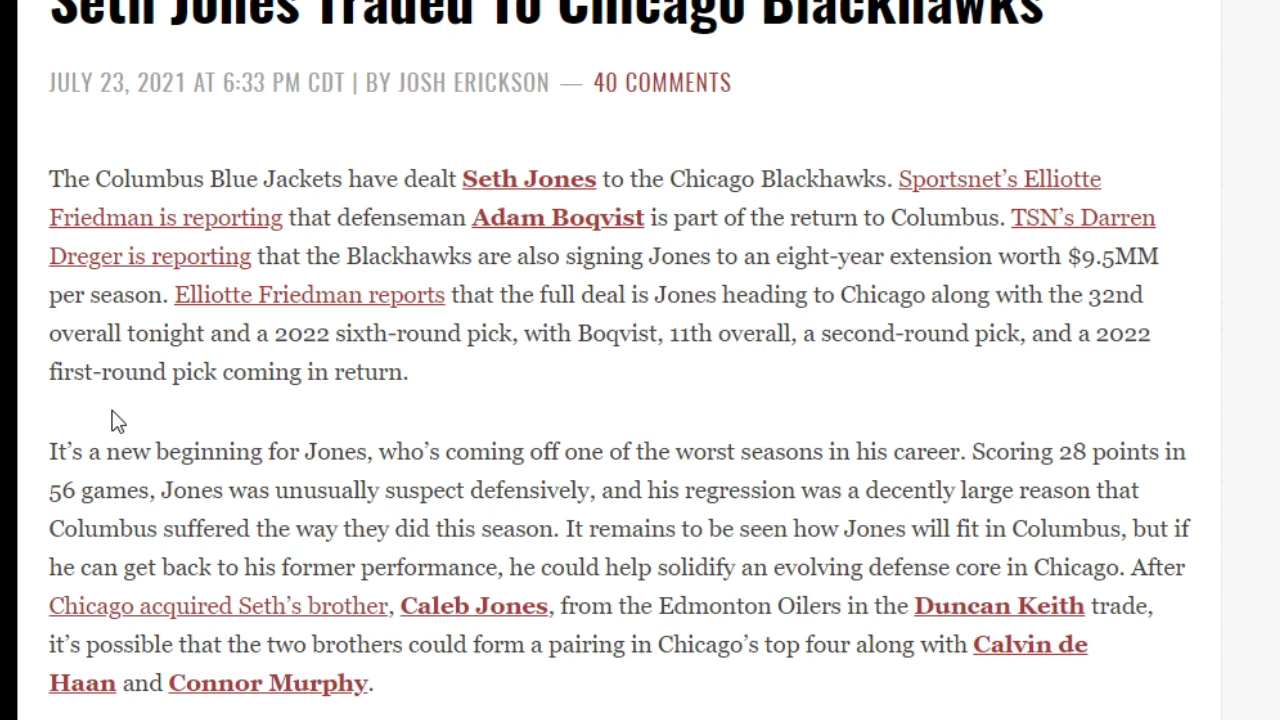 Seth Jones Traded To Chicago Blackhawks
JULY 23, 2021 AT 6:33 PM CDT | BY JOSH ERICKSON — 40 COMMENTS
The Columbus Blue Jackets have dealt Seth Jones to the Chicago Blackhawks. Sportsnet’s Elliotte
Friedman is reporting that defenseman Adam Boqvist is part of the return to Columbus. TSN’s Darren
Dreger is reporting that the Blackhawks are also signing Jones to an eight-year extension worth $9.5MM
per season. Elliotte Friedman reports that the full deal is Jones heading to Chicago along with the 32nd
overall tonight and a 2022 sixth-round pick, with Boqvist, 11th overall, a second-round pick, and a 2022
first-round pick coming in return.
It’s a new beginning for Jones, who’s coming off one of the worst seasons in his career. Scoring 28 points in
56 games, Jones was unusually suspect defensively, and his regression was a decently large reason that
Columbus suffered the way they did this season. It remains to be seen how Jones will fit in Columbus, but if
he can get back to his former performance, he could help solidify an evolving defense core in Chicago. After
Chicago acquired Seth’s brother, Caleb Jones, from the Edmonton Oilers in the Duncan Keith trade,
it’s possible that the two brothers could form a pairing in Chicago’s top four along with Calvin de
Haan and Connor Murphy.